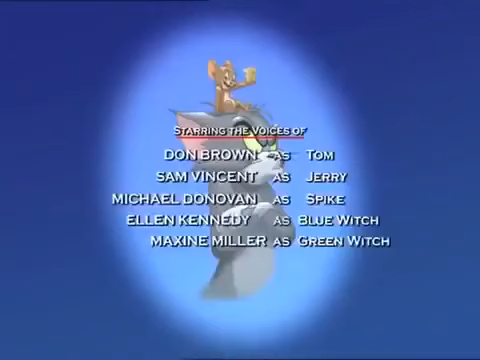 STARRING THE VOICES OF
DON BROWN AS TOM
SAM VINCENT AS JERRY
MICHAEL DONOVAN AS SPIKE
ELLEN KENNEDY AS BLUE WITCH
MAXINE MILLER AS GREEN WITCH